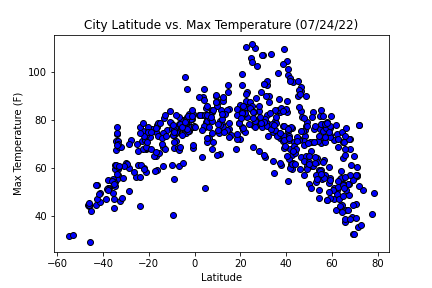 City Latitude vs. Max Temperature (07/24/22)
Max Temperature (F)
100
80
60
40
−60 −40 −20 0 20 40 60 80
Latitude